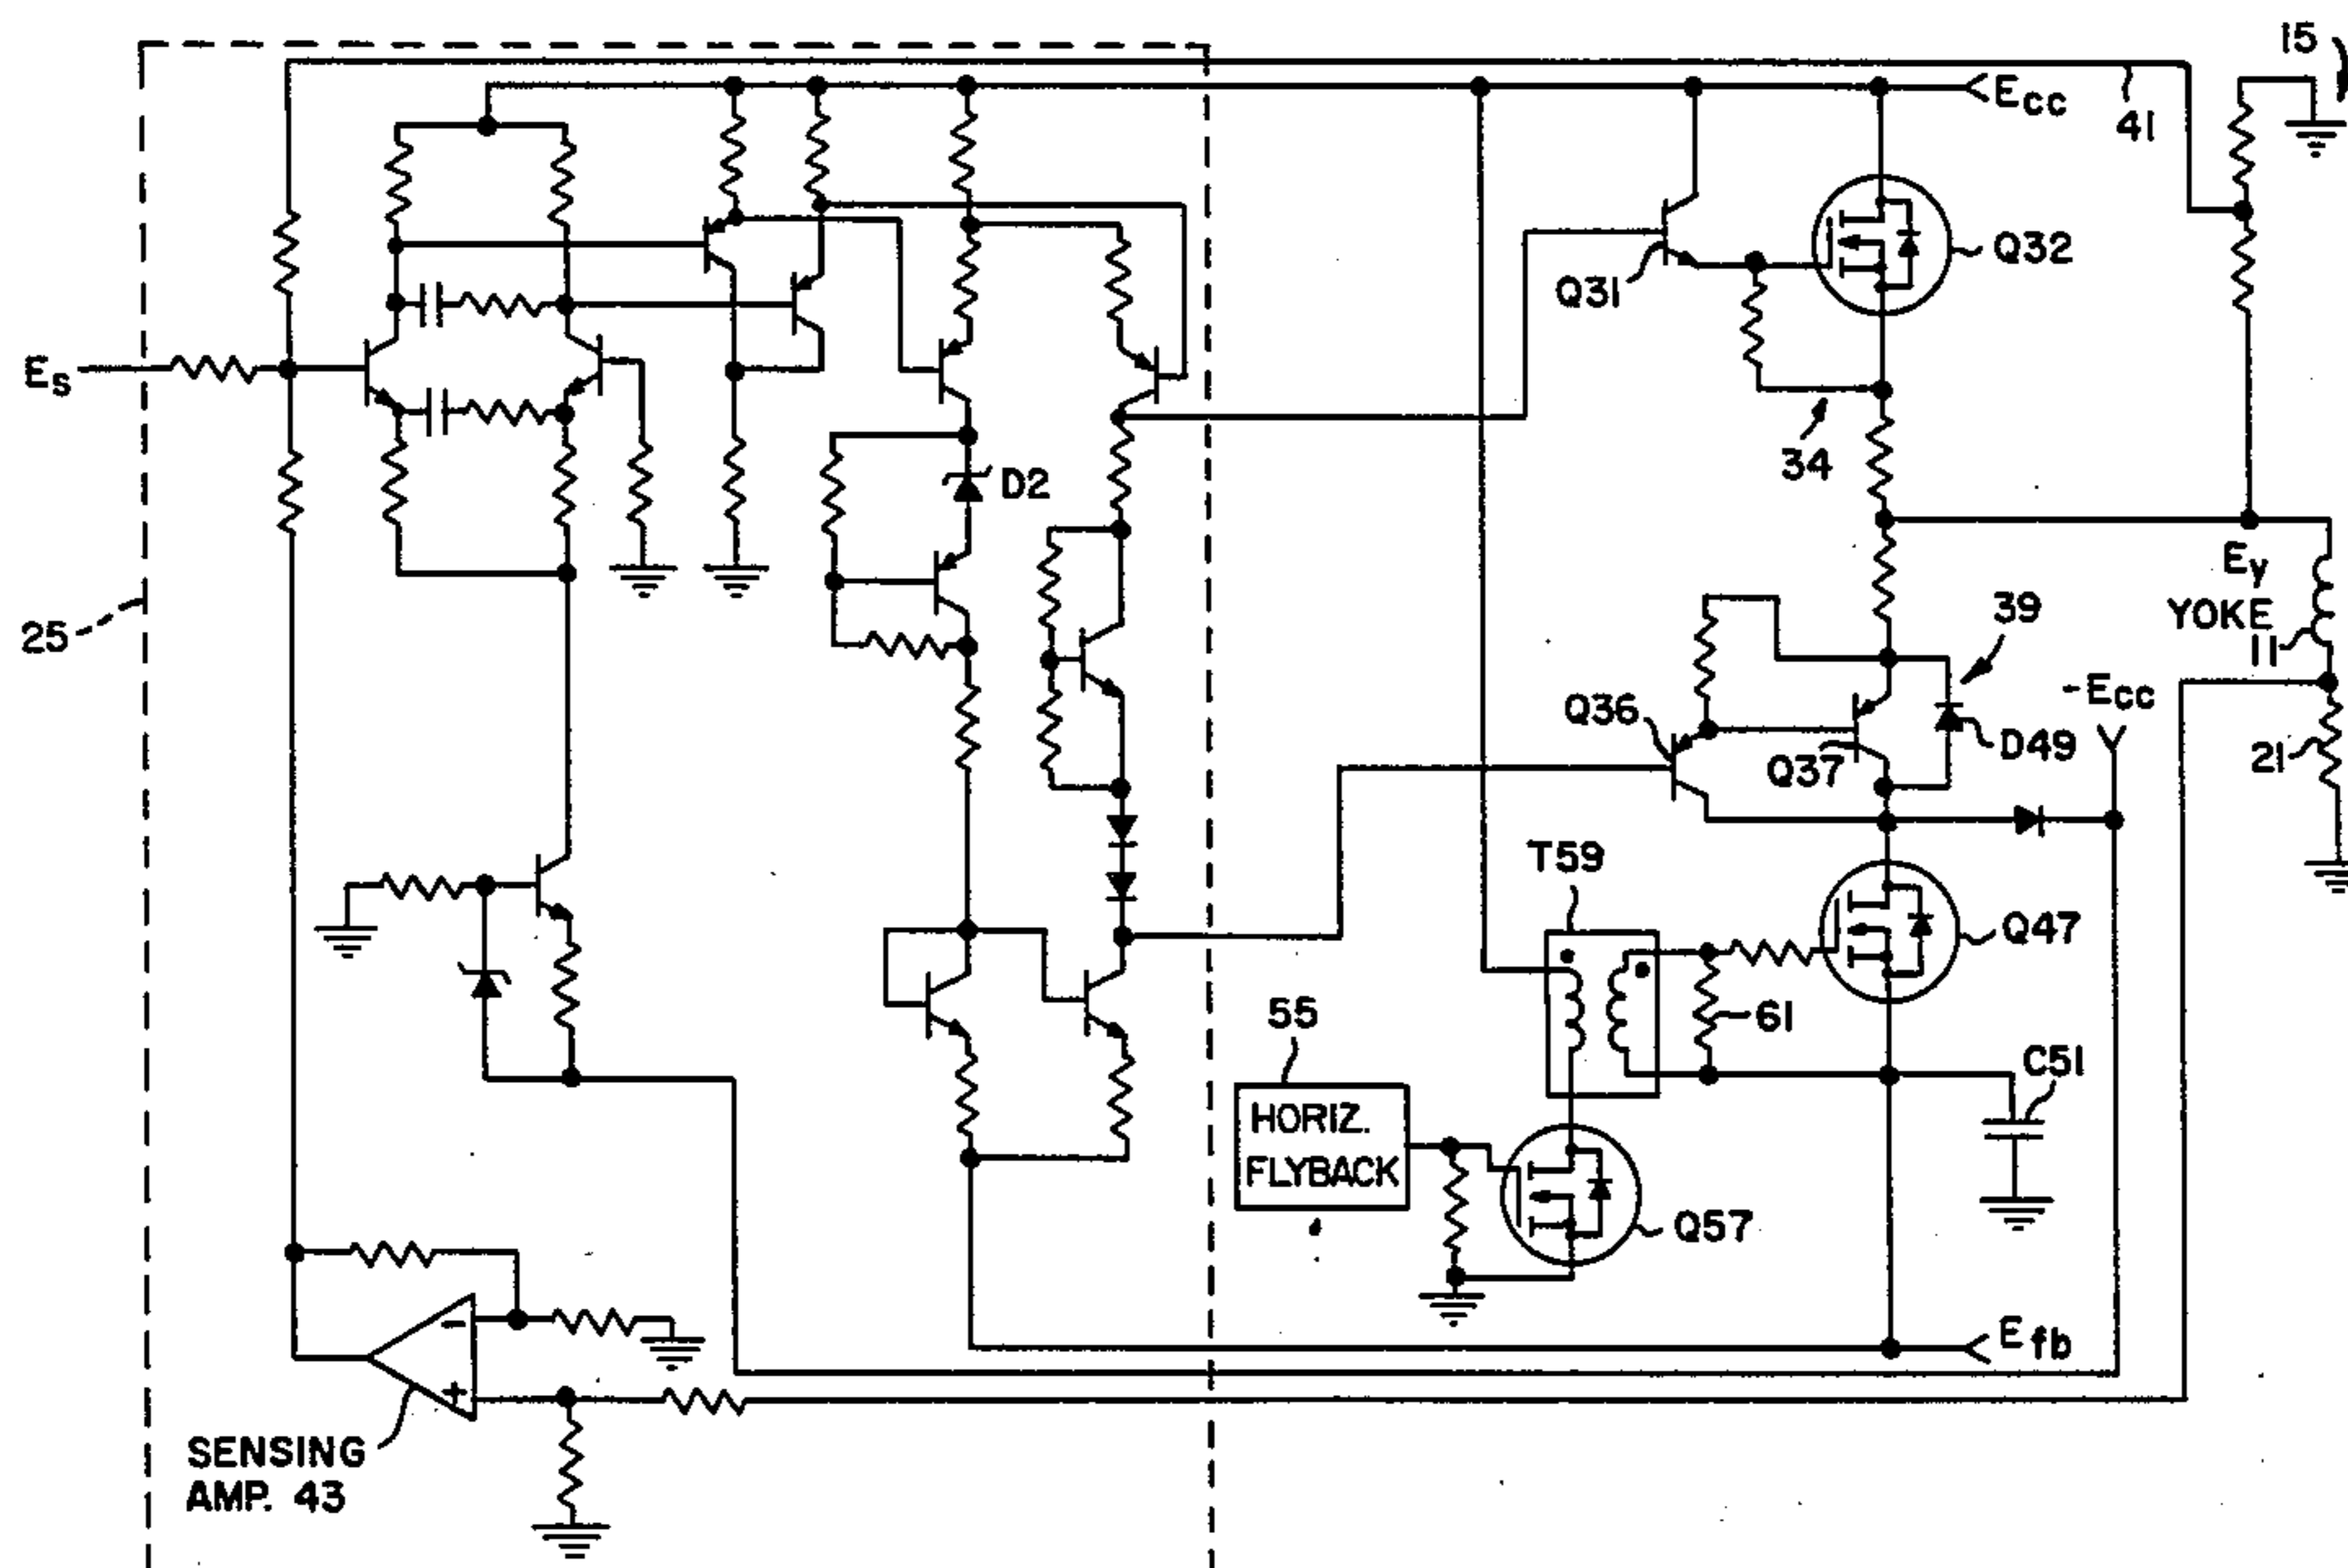 15
Ecc
41
Q32
Q31
Es
34
D2
Ey
YOKE
11
39
25
-Ecc
Q36
D49
Q37
21
T59
Q47
55
61
C51
HORIZ.
FLYBACK
Q57
-
Efb
+
SENSING
AMP. 43